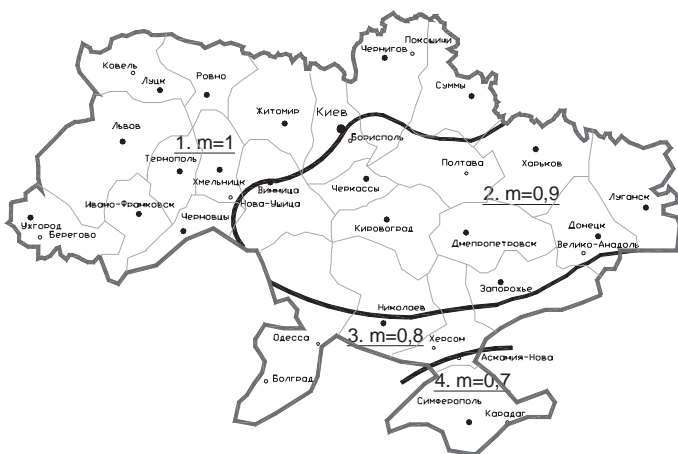 Покошичи
Чернигов
Ковель
Луцк
Ровно
Суммы
Житомир
Киев
Львов
Борисполь
1. m=1
Тернополь
Полтава
Харьков
Хмельницк
Винница
Черкассы
2. m=0,9
Ивано-Франковск
Нова-Ушица
Луганск
Ужгород
Черновцы
Кировоград
Донецк
Берегово
Днепропетровск
Велико-Анадоль
Запорожье
Николаев
Одесса
3. m=0,8
Херсон
Аскания-Нова
Болград
4. m=0,7
Симферополь
Карадаг